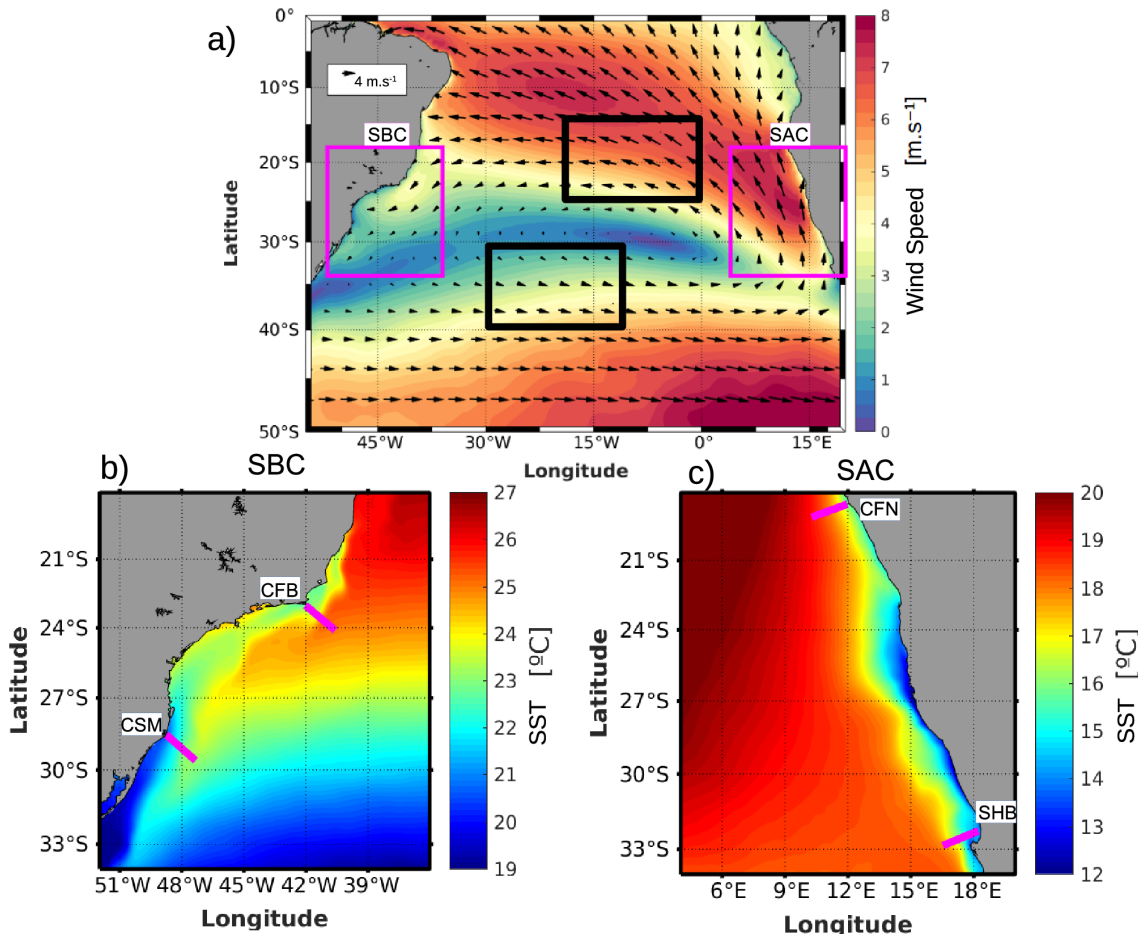 a)
0°
10°S
20°S
30°S
40°S
50°S
Latitude
4 m.s⁻¹
SBC
SAC
45°W
30°W
15°W
0°
15°E
Longitude
8
7
6
5
4
3
2
1
0
Wind Speed [m.s⁻¹]
b)
SBC
21°S
24°S
27°S
30°S
33°S
Latitude
CFB
CSM
51°W
48°W
45°W
42°W
39°W
Longitude
27
26
25
24
23
22
21
20
19
SST [ºC]
c)
SAC
21°S
24°S
27°S
30°S
33°S
Latitude
CFN
SHB
6°E
9°E
12°E
15°E
18°E
Longitude
20
19
18
17
16
15
14
13
12
SST [ºC]